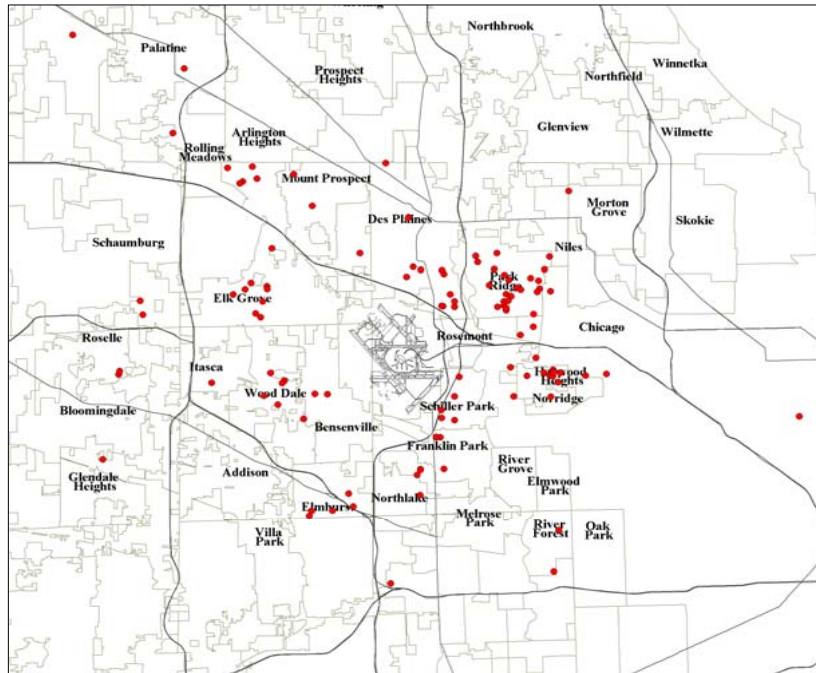 Northbrook
Palatine
Winnetka
Prospect
Heights
Northfield
Glenview
Wilmette
Arlington
Heights
Rolling
Meadows
Mount Prospect
Morton
Grove
Skokie
Des Plaines
Schaumburg
Niles
Park
Ridge
Elk Grove
Chicago
Rosemont
Roselle
Itasca
Harwood
Heights
Wood Dale
Norridge
Schiller Park
Bloomingdale
Bensenville
Franklin Park
River
Grove
Addison
Glendale
Heights
Elmwood
Park
Northlake
Elmhurst
Melrose
Park
River
Forest
Oak
Park
Villa
Park